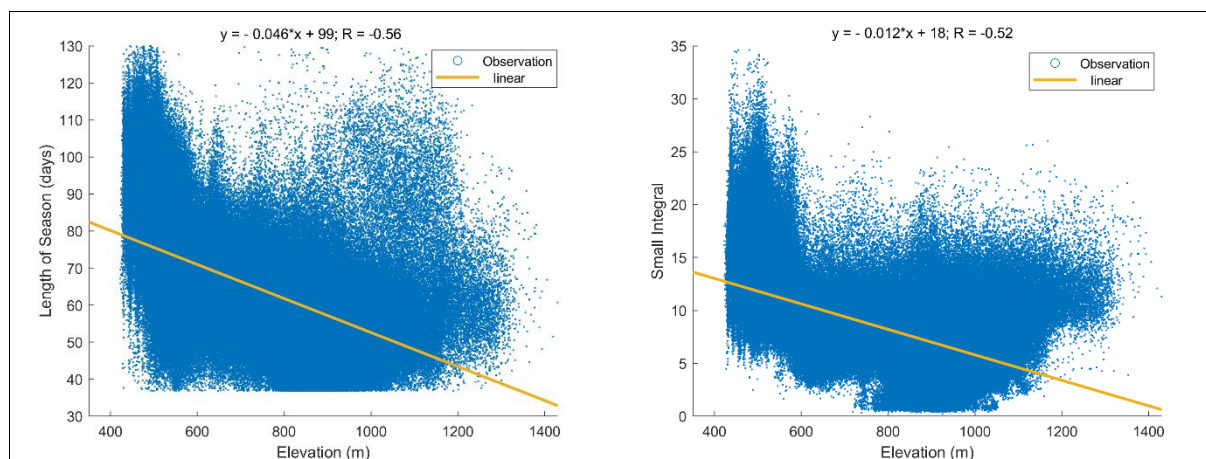 y = - 0.046*x + 99; R = -0.56
Observation
linear
Length of Season (days)
130
120
110
100
90
80
70
60
50
40
30
400 600 800 1000 1200 1400
Elevation (m)
y = - 0.012*x + 18; R = -0.52
Observation
linear
Small Integral
35
30
25
20
15
10
5
0
400 600 800 1000 1200 1400
Elevation (m)